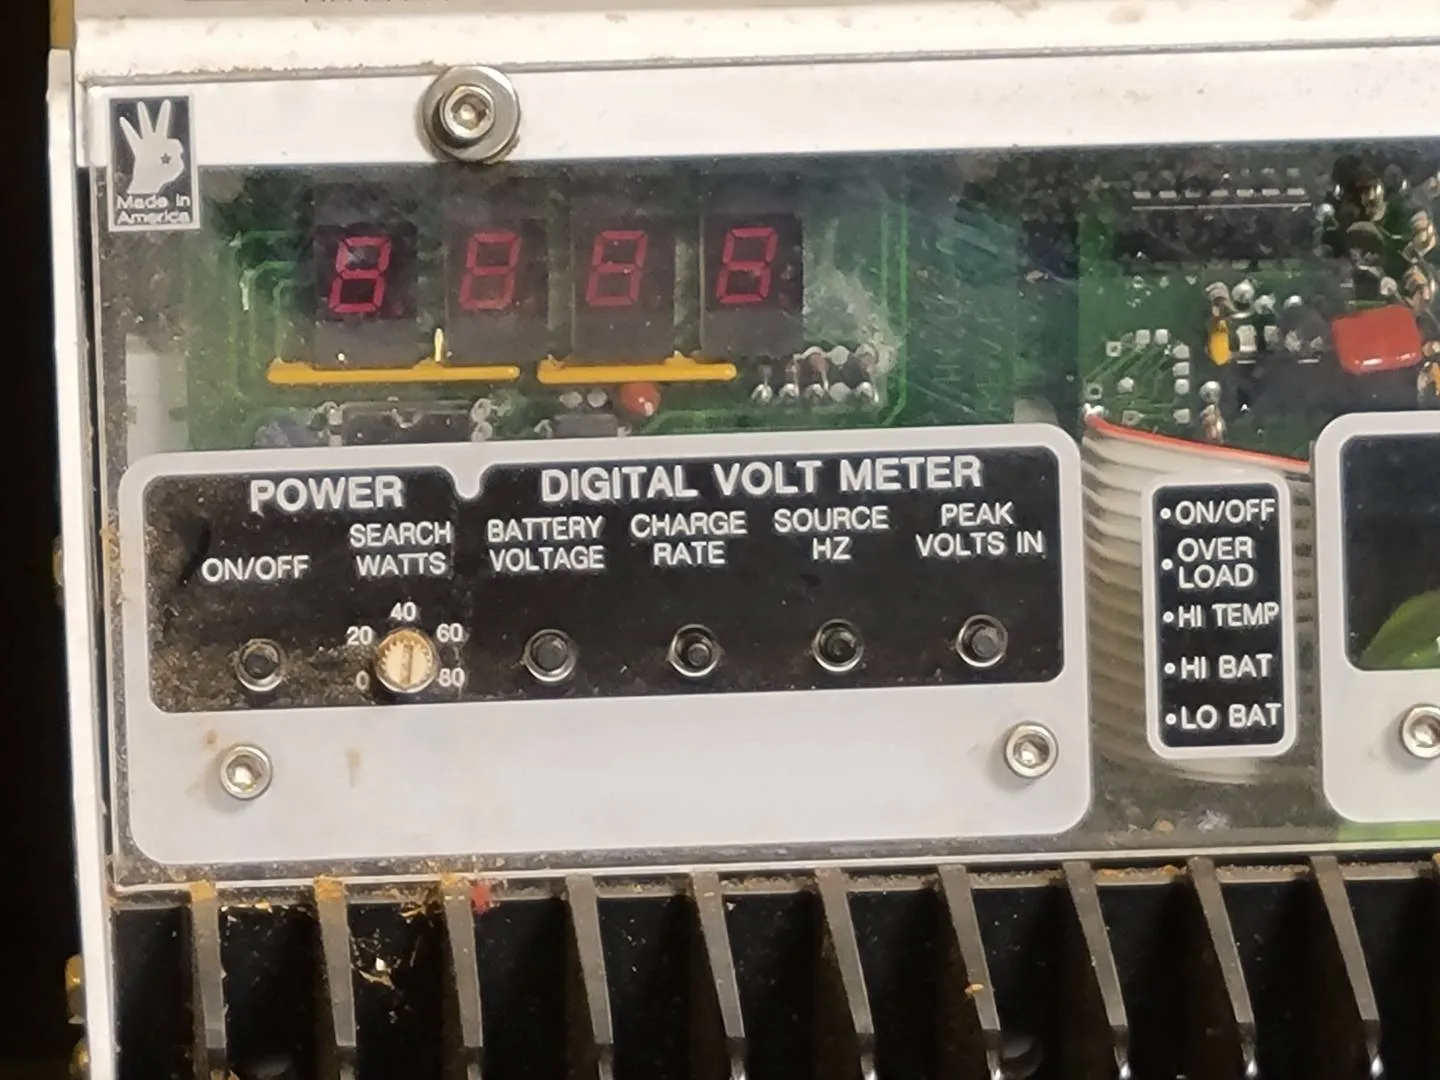 Made in
America
POWER
ON/OFF
SEARCH
WATTS
0
20
40
60
80
DIGITAL VOLT METER
BATTERY
VOLTAGE
CHARGE
RATE
SOURCE
HZ
PEAK
VOLTS IN
ON/OFF
OVER
LOAD
HI TEMP
HI BAT
LO BAT